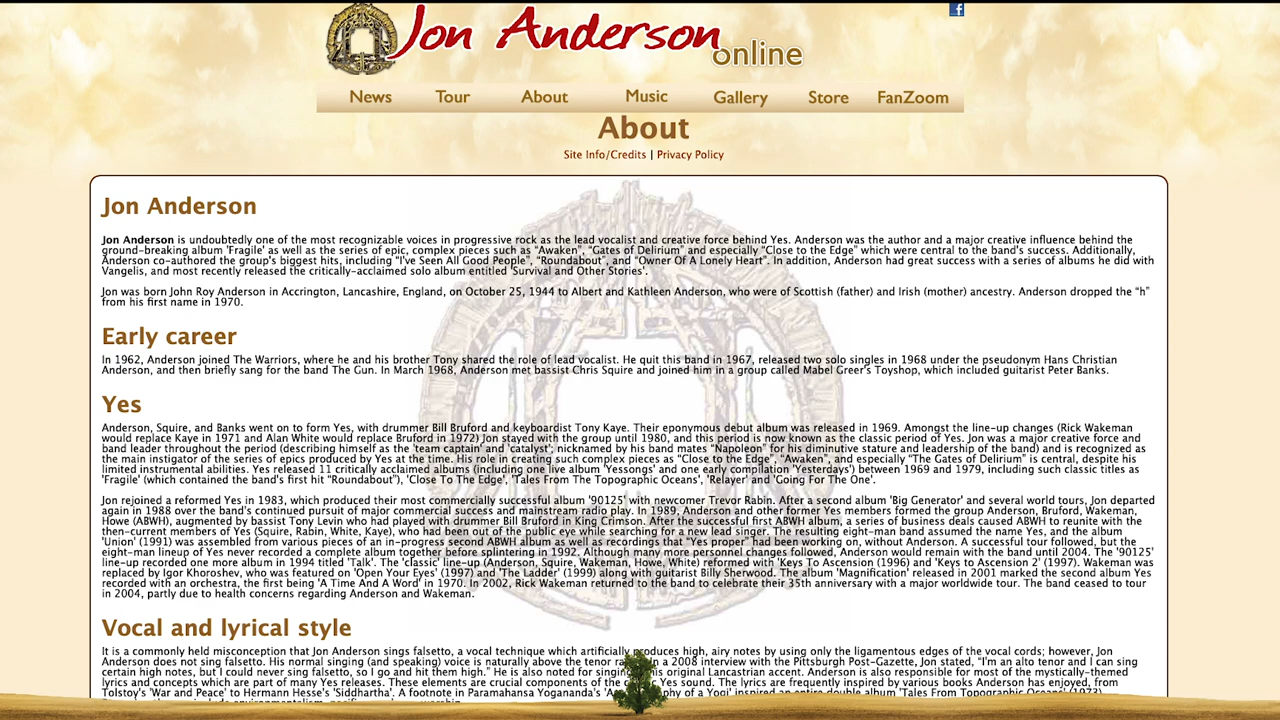 Jon Anderson
online
News Tour About Music Gallery Store FanZoom
About
Site Info/Credits | Privacy Policy
Jon Anderson
Jon Anderson is undoubtedly one of the most recognizable voices in progressive rock as the lead vocalist and creative force behind Yes. Anderson was the author and a major creative influence behind the
ground-breaking album 'Fragile' as well as the series of epic, complex pieces such as “Awaken”, “Gates of Delirium” and especially “Close to the Edge” which were central to the band's success. Additionally,
Anderson co-authored the group's biggest hits, including “I've Seen All Good People”, “Roundabout”, and “Owner Of A Lonely Heart”. In addition, Anderson had great success with a series of albums he did with
Vangelis, and most recently released the critically-acclaimed solo album entitled 'Survival and Other Stories'.
Jon was born John Roy Anderson in Accrington, Lancashire, England, on October 25, 1944 to Albert and Kathleen Anderson, who were of Scottish (father) and Irish (mother) ancestry. Anderson dropped the “h”
from his first name in 1970.
Early career
In 1962, Anderson joined The Warriors, where he and his brother Tony shared the role of lead vocalist. He quit this band in 1967, released two solo singles in 1968 under the pseudonym Hans Christian
Anderson, and then briefly sang for the band The Gun. In March 1968, Anderson met bassist Chris Squire and joined him in a group called Mabel Greer's Toyshop, which included guitarist Peter Banks.
Yes
Anderson, Squire, and Banks went on to form Yes, with drummer Bill Bruford and keyboardist Tony Kaye. Their eponymous debut album was released in 1969. Amongst the line-up changes (Rick Wakeman
would replace Kaye in 1971 and Alan White would replace Bruford in 1972) Jon stayed with the group until 1980, and this period is now known as the classic period of Yes. Jon was a major creative force and
band leader throughout the period (describing himself as the 'team captain' and 'catalyst'; nicknamed by his band mates “Napoleon” for his diminutive stature and leadership of the band) and is recognized as
the main instigator of the series of epics produced by Yes at the time. His role in creating such complex pieces as “Close to the Edge”, “Awaken”, and especially “The Gates of Delirium” is central, despite his
limited instrumental abilities. Yes released 11 critically acclaimed albums (including one live album 'Yessongs' and one early compilation 'Yesterdays') between 1969 and 1979, including such classic titles as
'Fragile' (which contained the band's first hit “Roundabout”), 'Close To The Edge', 'Tales From The Topographic Oceans', 'Relayer' and 'Going For The One'.
Jon rejoined a reformed Yes in 1983, which produced their most commercially successful album '90125' with newcomer Trevor Rabin. After a second album 'Big Generator' and several world tours, Jon departed
again in 1988 over the band's continued pursuit of major commercial success and mainstream radio play. In 1989, Anderson and other former Yes members formed the group Anderson, Bruford, Wakeman,
Howe (ABWH), augmented by bassist Tony Levin who had played with drummer Bill Bruford in King Crimson. After the successful first ABWH album, a series of business deals caused ABWH to reunite with the
then-current members of Yes (Squire, Rabin, White, Kaye), who had been out of the public eye while searching for a new lead singer. The resulting eight-man band assumed the name Yes, and the album
'Union' (1991) was assembled from various pieces of an in-progress second ABWH album as well as recordings that “Yes proper” had been working on, without Anderson. A successful tour followed, but the
eight-man lineup of Yes never recorded a complete album together before splintering in 1992. Although many more personnel changes followed, Anderson would remain with the band until 2004. The '90125'
line-up recorded one more album in 1994 titled 'Talk'. The 'classic' line-up (Anderson, Squire, Wakeman, Howe, White) reformed with 'Keys To Ascension (1996) and 'Keys to Ascension 2' (1997). Wakeman was
replaced by Igor Khoroshev, who was featured on 'Open Your Eyes' (1997) and 'The Ladder' (1999) along with guitarist Billy Sherwood. The album 'Magnification' released in 2001 marked the second album Yes
recorded with an orchestra, the first being 'A Time And A Word' in 1970. In 2002, Rick Wakeman returned to the band to celebrate their 35th anniversary with a major worldwide tour. The band ceased to tour
in 2004, partly due to health concerns regarding Anderson and Wakeman.
Vocal and lyrical style
It is a commonly held misconception that Jon Anderson sings falsetto, a vocal technique which artificially produces high, airy notes by using only the ligamentous edges of the vocal cords; however, Jon
Anderson does not sing falsetto. His normal singing (and speaking) voice is naturally above the tenor In a 2008 interview with the Pittsburgh Post-Gazette, Jon stated, “I'm an alto tenor and I can sing
certain high notes, but I could never sing falsetto, so I go and hit them high.” He is also noted for singing his original Lancastrian accent. Anderson is also responsible for most of the mystically-themed
lyrics and concepts which are part of many Yes releases. These elements are crucial components of the Yes sound. The lyrics are frequently inspired by various books Anderson has enjoyed, from
Tolstoy's 'War and Peace' to Hermann Hesse's 'Siddhartha'. A footnote in Paramahansa Yogananda's of a Yogi' inspired an entire double album 'Tales From Topographic Oceans' (1973)